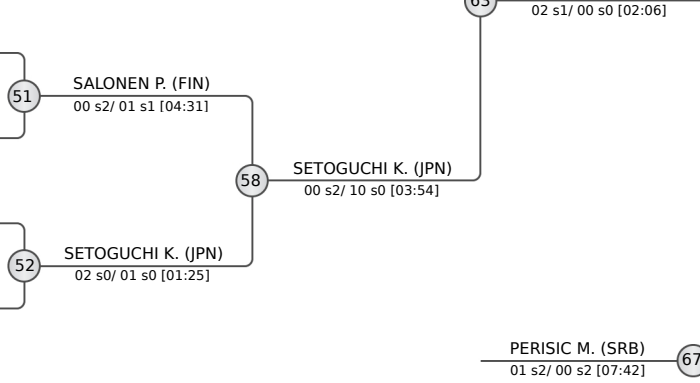 63
02 s1/ 00 s0 [02:06]
SALONEN P. (FIN)
51
00 s2/ 01 s1 [04:31]
SETOGUCHI K. (JPN)
58
00 s2/ 10 s0 [03:54]
SETOGUCHI K. (JPN)
52
02 s0/ 01 s0 [01:25]
PERISIC M. (SRB)
67
01 s2/ 00 s2 [07:42]